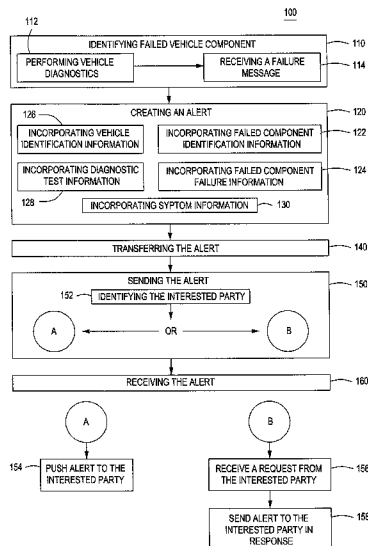 100
112
IDENTIFYING FAILED VEHICLE COMPONENT
110
PERFORMING VEHICLE
DIAGNOSTICS
RECEIVING A FAILURE
MESSAGE
114
CREATING AN ALERT
120
126
INCORPORATING VEHICLE
IDENTIFICATION INFORMATION
INCORPORATING FAILED COMPONENT
IDENTIFICATION INFORMATION
122
INCORPORATING DIAGNOSTIC
TEST INFORMATION
INCORPORATING FAILED COMPONENT
FAILURE INFORMATION
124
128
INCORPORATING SYPTOM INFORMATION
130
TRANSFERRING THE ALERT
140
SENDING THE ALERT
150
152
IDENTIFYING THE INTERESTED PARTY
A
OR
B
RECEIVING THE ALERT
160
A
B
154
PUSH ALERT TO THE
INTERESTED PARTY
RECEIVE A REQUEST FROM
THE INTERESTED PARTY
156
SEND ALERT TO THE
INTERESTED PARTY IN
RESPONSE
158